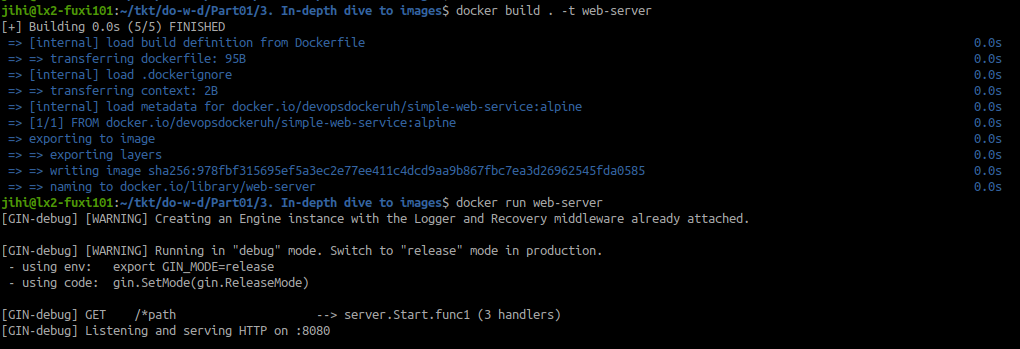 jihi@lx2-fuxi101:~/tkt/do-w-d/Part01/3. In-depth dive to images$ docker build . -t web-server
[+] Building 0.0s (5/5) FINISHED
=> [internal] load build definition from Dockerfile 0.0s
=> => transferring dockerfile: 95B 0.0s
=> [internal] load .dockerignore 0.0s
=> => transferring context: 2B 0.0s
=> [internal] load metadata for docker.io/devopsdockeruh/simple-web-service:alpine 0.0s
=> [1/1] FROM docker.io/devopsdockeruh/simple-web-service:alpine 0.0s
=> exporting to image 0.0s
=> => exporting layers 0.0s
=> => writing image sha256:978fbf315695ef5a3ec2e77ee411c4dcd9aa9b867fbc7ea3d26962545fda0585 0.0s
=> => naming to docker.io/library/web-server 0.0s
jihi@lx2-fuxi101:~/tkt/do-w-d/Part01/3. In-depth dive to images$ docker run web-server
[GIN-debug] [WARNING] Creating an Engine instance with the Logger and Recovery middleware already attached.
[GIN-debug] [WARNING] Running in "debug" mode. Switch to "release" mode in production.
- using env: export GIN_MODE=release
- using code: gin.SetMode(gin.ReleaseMode)
[GIN-debug] GET /*path --> server.Start.func1 (3 handlers)
[GIN-debug] Listening and serving HTTP on :8080